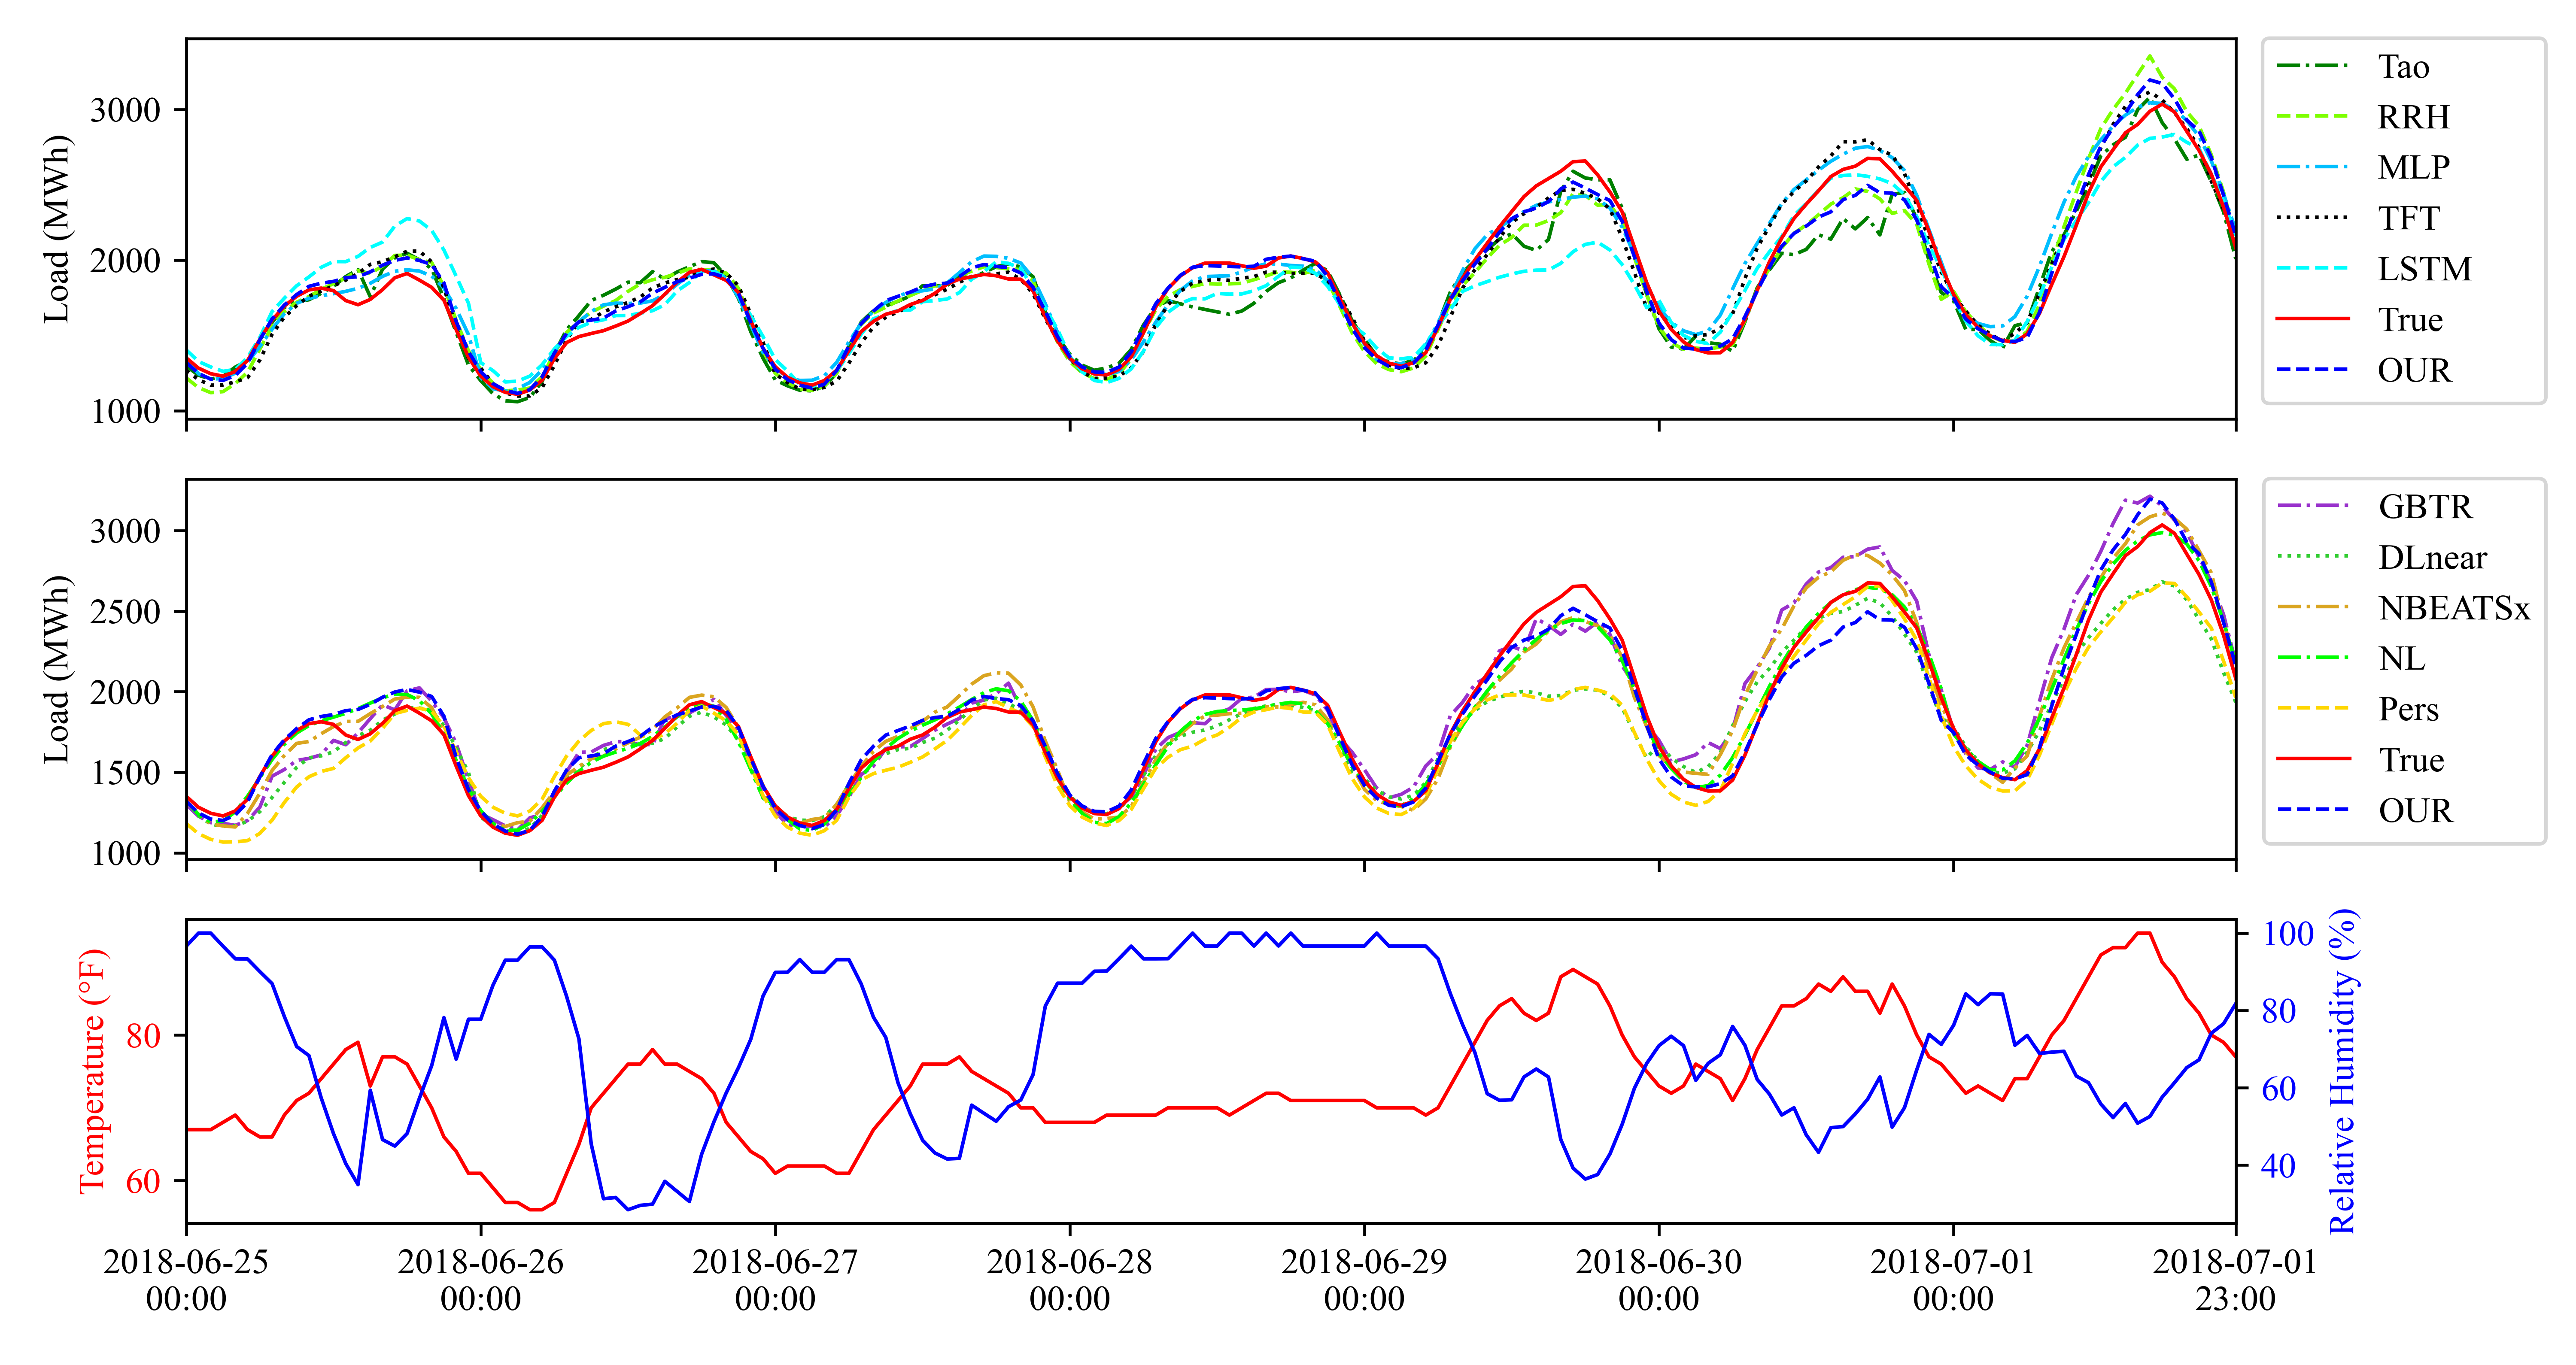 Load (MWh)
3000
2000
1000
Tao
RRH
MLP
TFT
LSTM
True
OUR
Load (MWh)
3000
2500
2000
1500
1000
GBTR
DLnear
NBEATSx
NL
Pers
True
OUR
Temperature (°F)
80
60
100
80
60
40
Relative Humidity (%)
2018-06-25
00:00
2018-06-26
00:00
2018-06-27
00:00
2018-06-28
00:00
2018-06-29
00:00
2018-06-30
00:00
2018-07-01
00:00
2018-07-01
23:00